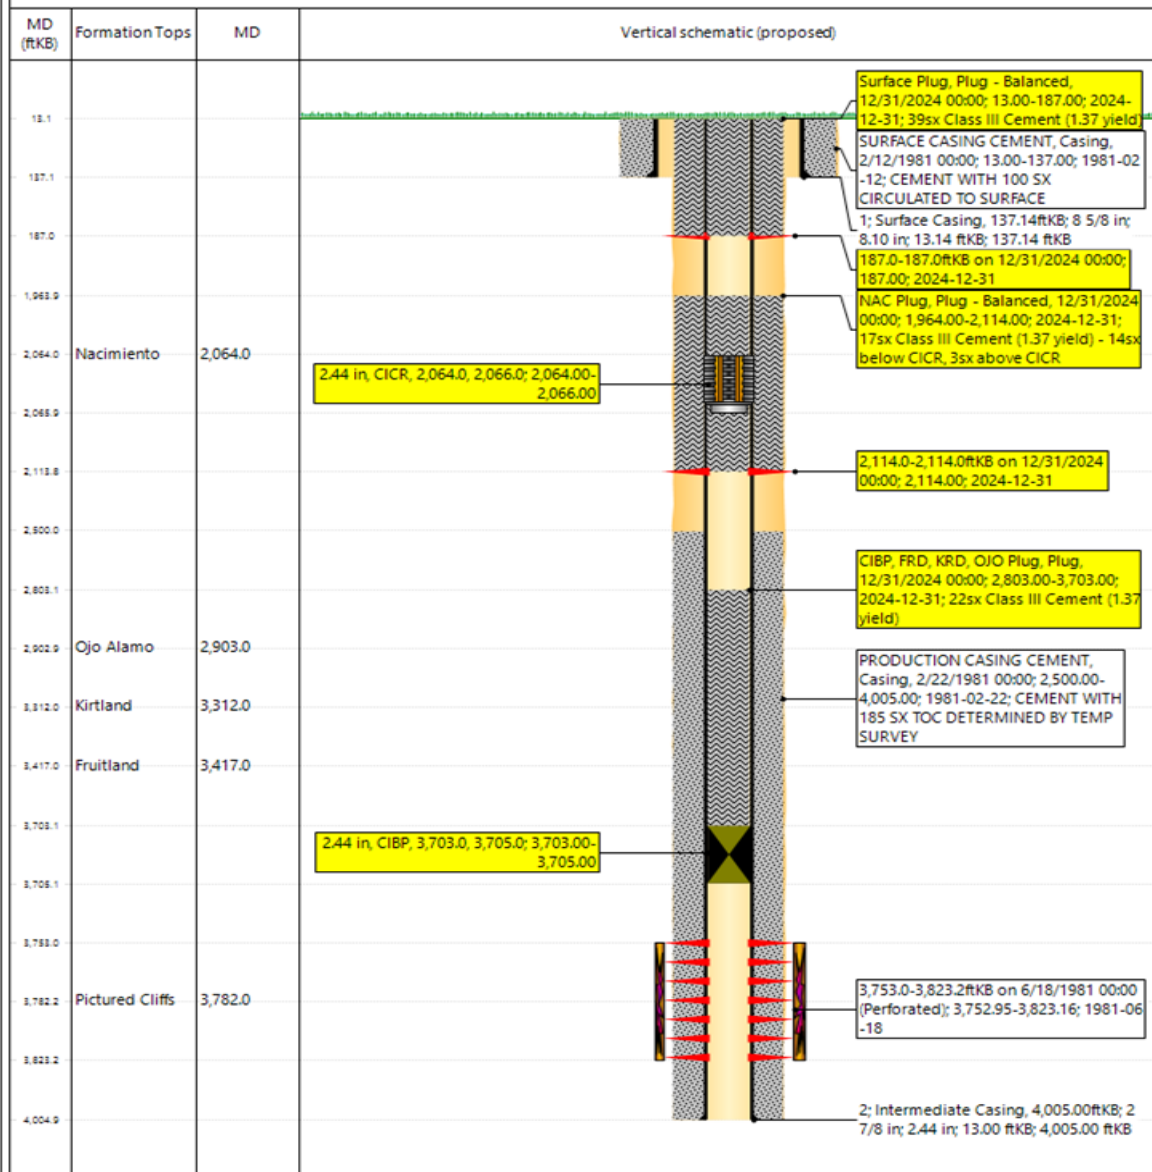 MD
(ftKB)
Formation Tops
MD
Vertical schematic (proposed)
Surface Plug, Plug - Balanced,
12/31/2024 00:00; 13.00-187.00; 2024-
12-31; 39sx Class III Cement (1.37 yield)
13.1
SURFACE CASING CEMENT, Casing,
2/12/1981 00:00; 13.00-137.00; 1981-02
-12; CEMENT WITH 100 SX
CIRCULATED TO SURFACE
137.1
1; Surface Casing, 137.14ftKB; 8 5/8 in;
8.10 in; 13.14 ftKB; 137.14 ftKB
187.0
187.0-187.0ftKB on 12/31/2024 00:00;
187.00; 2024-12-31
1,963.9
NAC Plug, Plug - Balanced, 12/31/2024
00:00; 1,964.00-2,114.00; 2024-12-31;
17sx Class III Cement (1.37 yield) - 14sx
below CICR, 3sx above CICR
2,064.0
Nacimiento
2,064.0
2.44 in, CICR, 2,064.0, 2,066.0; 2,064.00-
2,066.00
2,065.9
2,113.8
2,114.0-2,114.0ftKB on 12/31/2024
00:00; 2,114.00; 2024-12-31
2,500.0
CIBP, FRD, KRD, OJO Plug, Plug,
12/31/2024 00:00; 2,803.00-3,703.00;
2024-12-31; 22sx Class III Cement (1.37
yield)
2,803.1
2,902.9
Ojo Alamo
2,903.0
PRODUCTION CASING CEMENT,
Casing, 2/22/1981 00:00; 2,500.00-
4,005.00; 1981-02-22; CEMENT WITH
185 SX TOC DETERMINED BY TEMP
SURVEY
3,312.0
Kirtland
3,312.0
3,417.0
Fruitland
3,417.0
3,703.1
2.44 in, CIBP, 3,703.0, 3,705.0; 3,703.00-
3,705.00
3,705.1
3,753.0
3,782.2
Pictured Cliffs
3,782.0
3,753.0-3,823.2ftKB on 6/18/1981 00:00
(Perforated); 3,752.95-3,823.16; 1981-06
-18
3,823.2
4,004.9
2; Intermediate Casing, 4,005.00ftKB; 2
7/8 in; 2.44 in; 13.00 ftKB; 4,005.00 ftKB